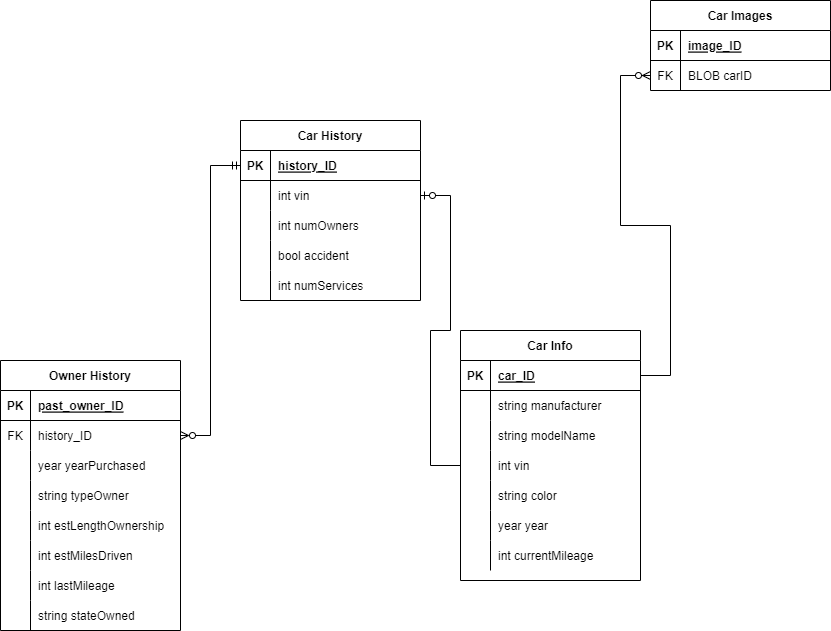 Car Images
PK image_ID
FK BLOB carID
Car History
PK history_ID
int vin
int numOwners
bool accident
int numServices
Car Info
PK car_ID
string manufacturer
string modelName
int vin
string color
year year
int currentMileage
Owner History
PK past_owner_ID
FK history_ID
year yearPurchased
string typeOwner
int estLengthOwnership
int estMilesDriven
int lastMileage
string stateOwned